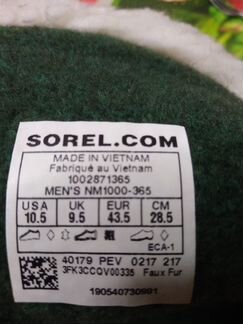 SOREL.COM
MADE IN VIETNAM
Fabriqué au Vietnam
1002871365
MEN'S NM1000-365
USA UK EUR CM
10.5 9.5 43.5 28.5
ECA-1
40179 PEV 0217 217
3FK3CCQV00335 Faux Fur
190540730991